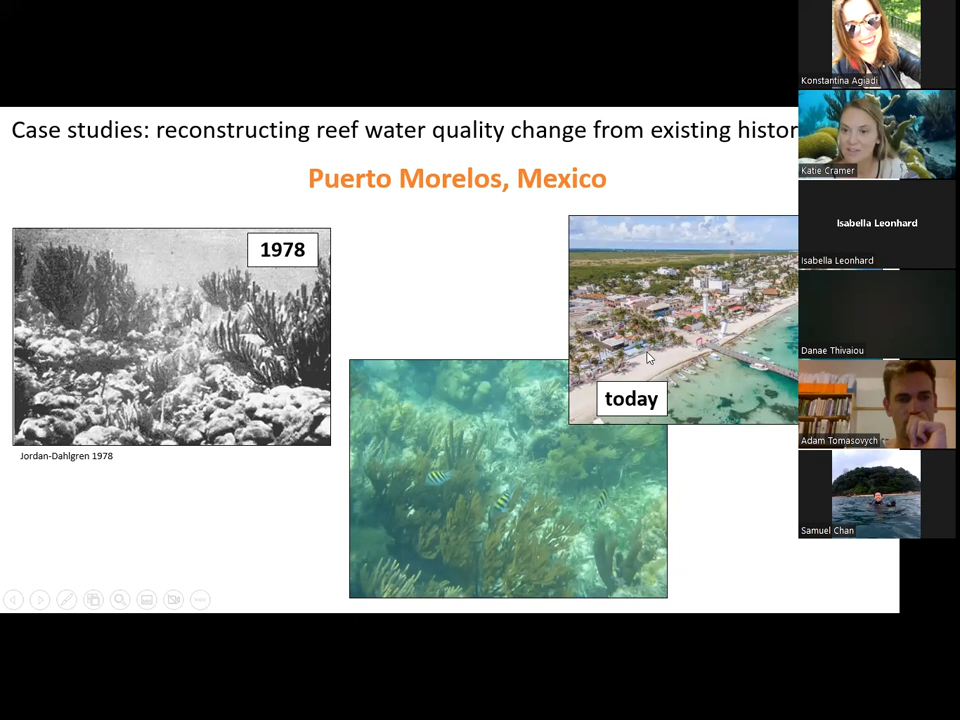 Case studies: reconstructing reef water quality change from existing histor
Puerto Morelos, Mexico
1978
Jordan-Dahlgren 1978
today
Konstantina Agiadi
Katie Cramer
Isabella Leonhard
Isabella Leonhard
Danae Thivaiou
Adam Tomasovych
Samuel Chan